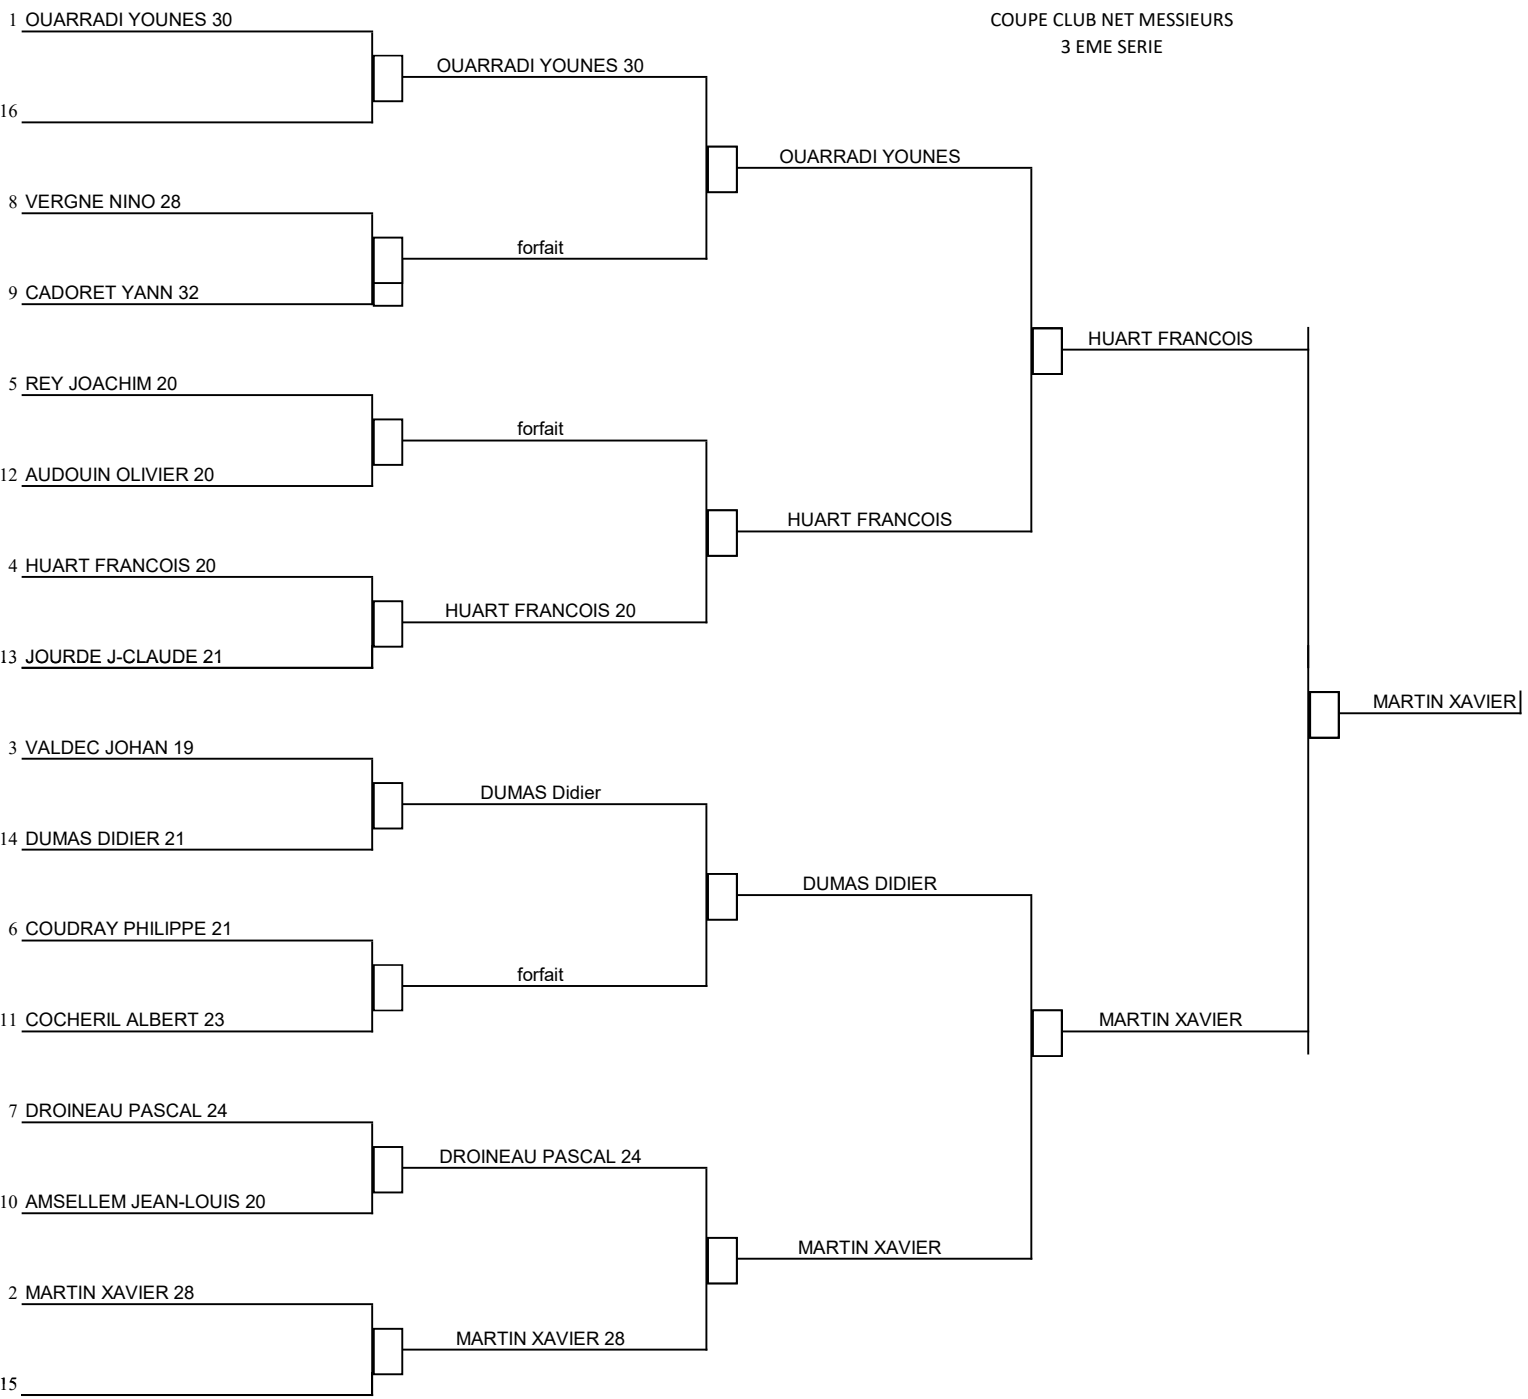 COUPE CLUB NET MESSIEURS
3 EME SERIE
1 OUARRADI YOUNES 30
OUARRADI YOUNES 30
16
OUARRADI YOUNES
8 VERGNE NINO 28
forfait
9 CADORET YANN 32
HUART FRANCOIS
5 REY JOACHIM 20
forfait
12 AUDOUIN OLIVIER 20
HUART FRANCOIS
4 HUART FRANCOIS 20
HUART FRANCOIS 20
13 JOURDE J-CLAUDE 21
MARTIN XAVIER
3 VALDEC JOHAN 19
DUMAS Didier
14 DUMAS DIDIER 21
DUMAS DIDIER
6 COUDRAY PHILIPPE 21
forfait
11 COCHERIL ALBERT 23
MARTIN XAVIER
7 DROINEAU PASCAL 24
DROINEAU PASCAL 24
10 AMSELLEM JEAN-LOUIS 20
MARTIN XAVIER
2 MARTIN XAVIER 28
MARTIN XAVIER 28
15